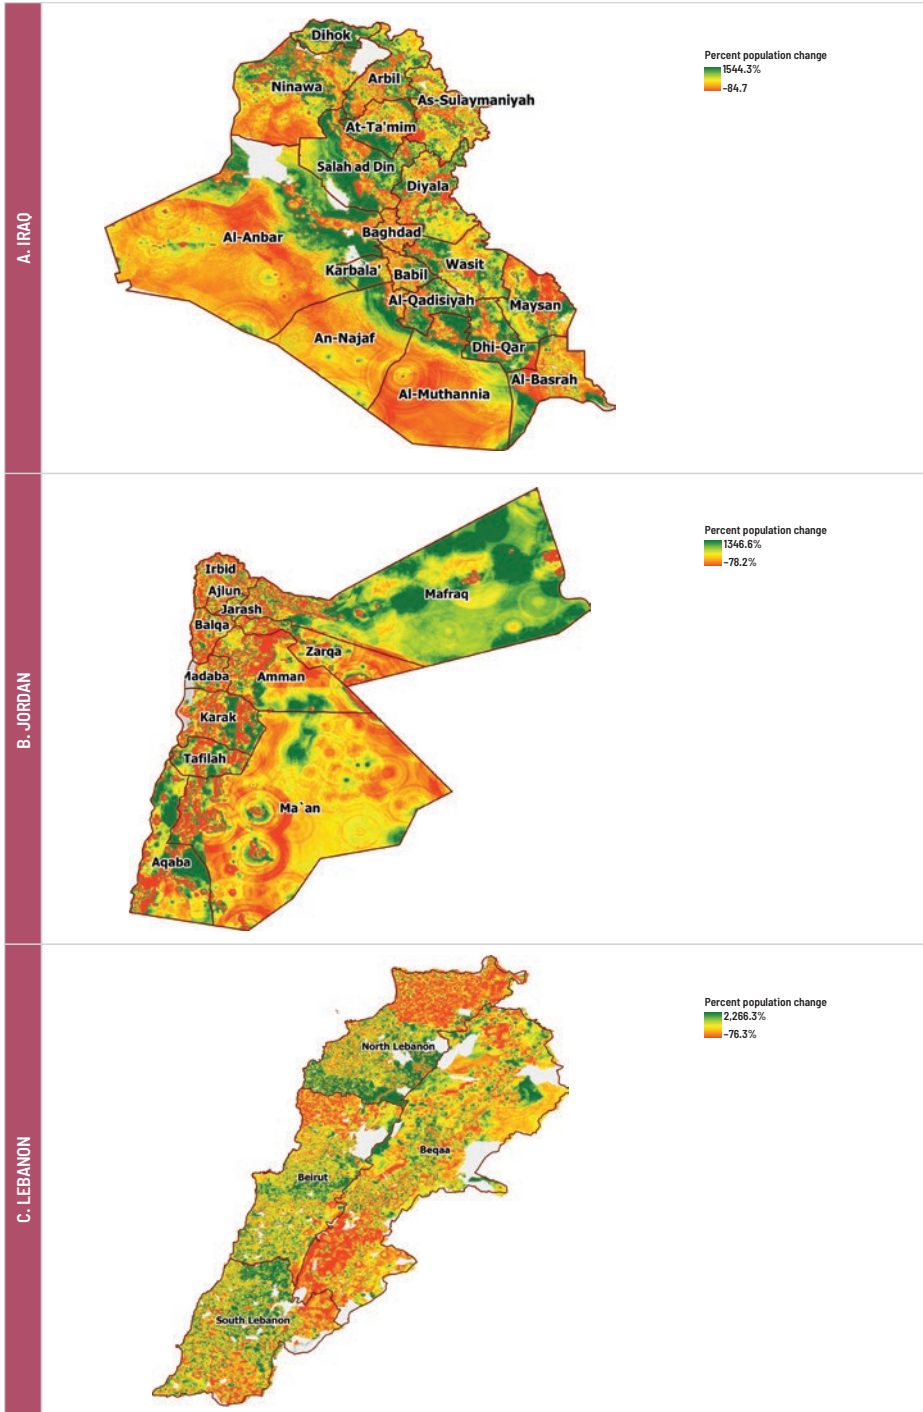 A. IRAQ
Dihok
Arbil
Ninawa
As-Sulaymaniyah
At-Ta'mim
Salah ad Din
Diyala
Baghdad
Al-Anbar
Wasit
Karbala'
Babil
Al-Qadisiyah
Maysan
An-Najaf
Dhi-Qar
Al-Basrah
Al-Muthannia
Percent population change
1544.3%
–84.7
B. JORDAN
Irbid
Ajlun
Mafraq
Jarash
Balqa
Zarqa
Madaba
Amman
Karak
Tafilah
Ma`an
Aqaba
Percent population change
1346.6%
–78.2%
C. LEBANON
North Lebanon
Beqaa
Beirut
South Lebanon
Percent population change
2,266.3%
–76.3%